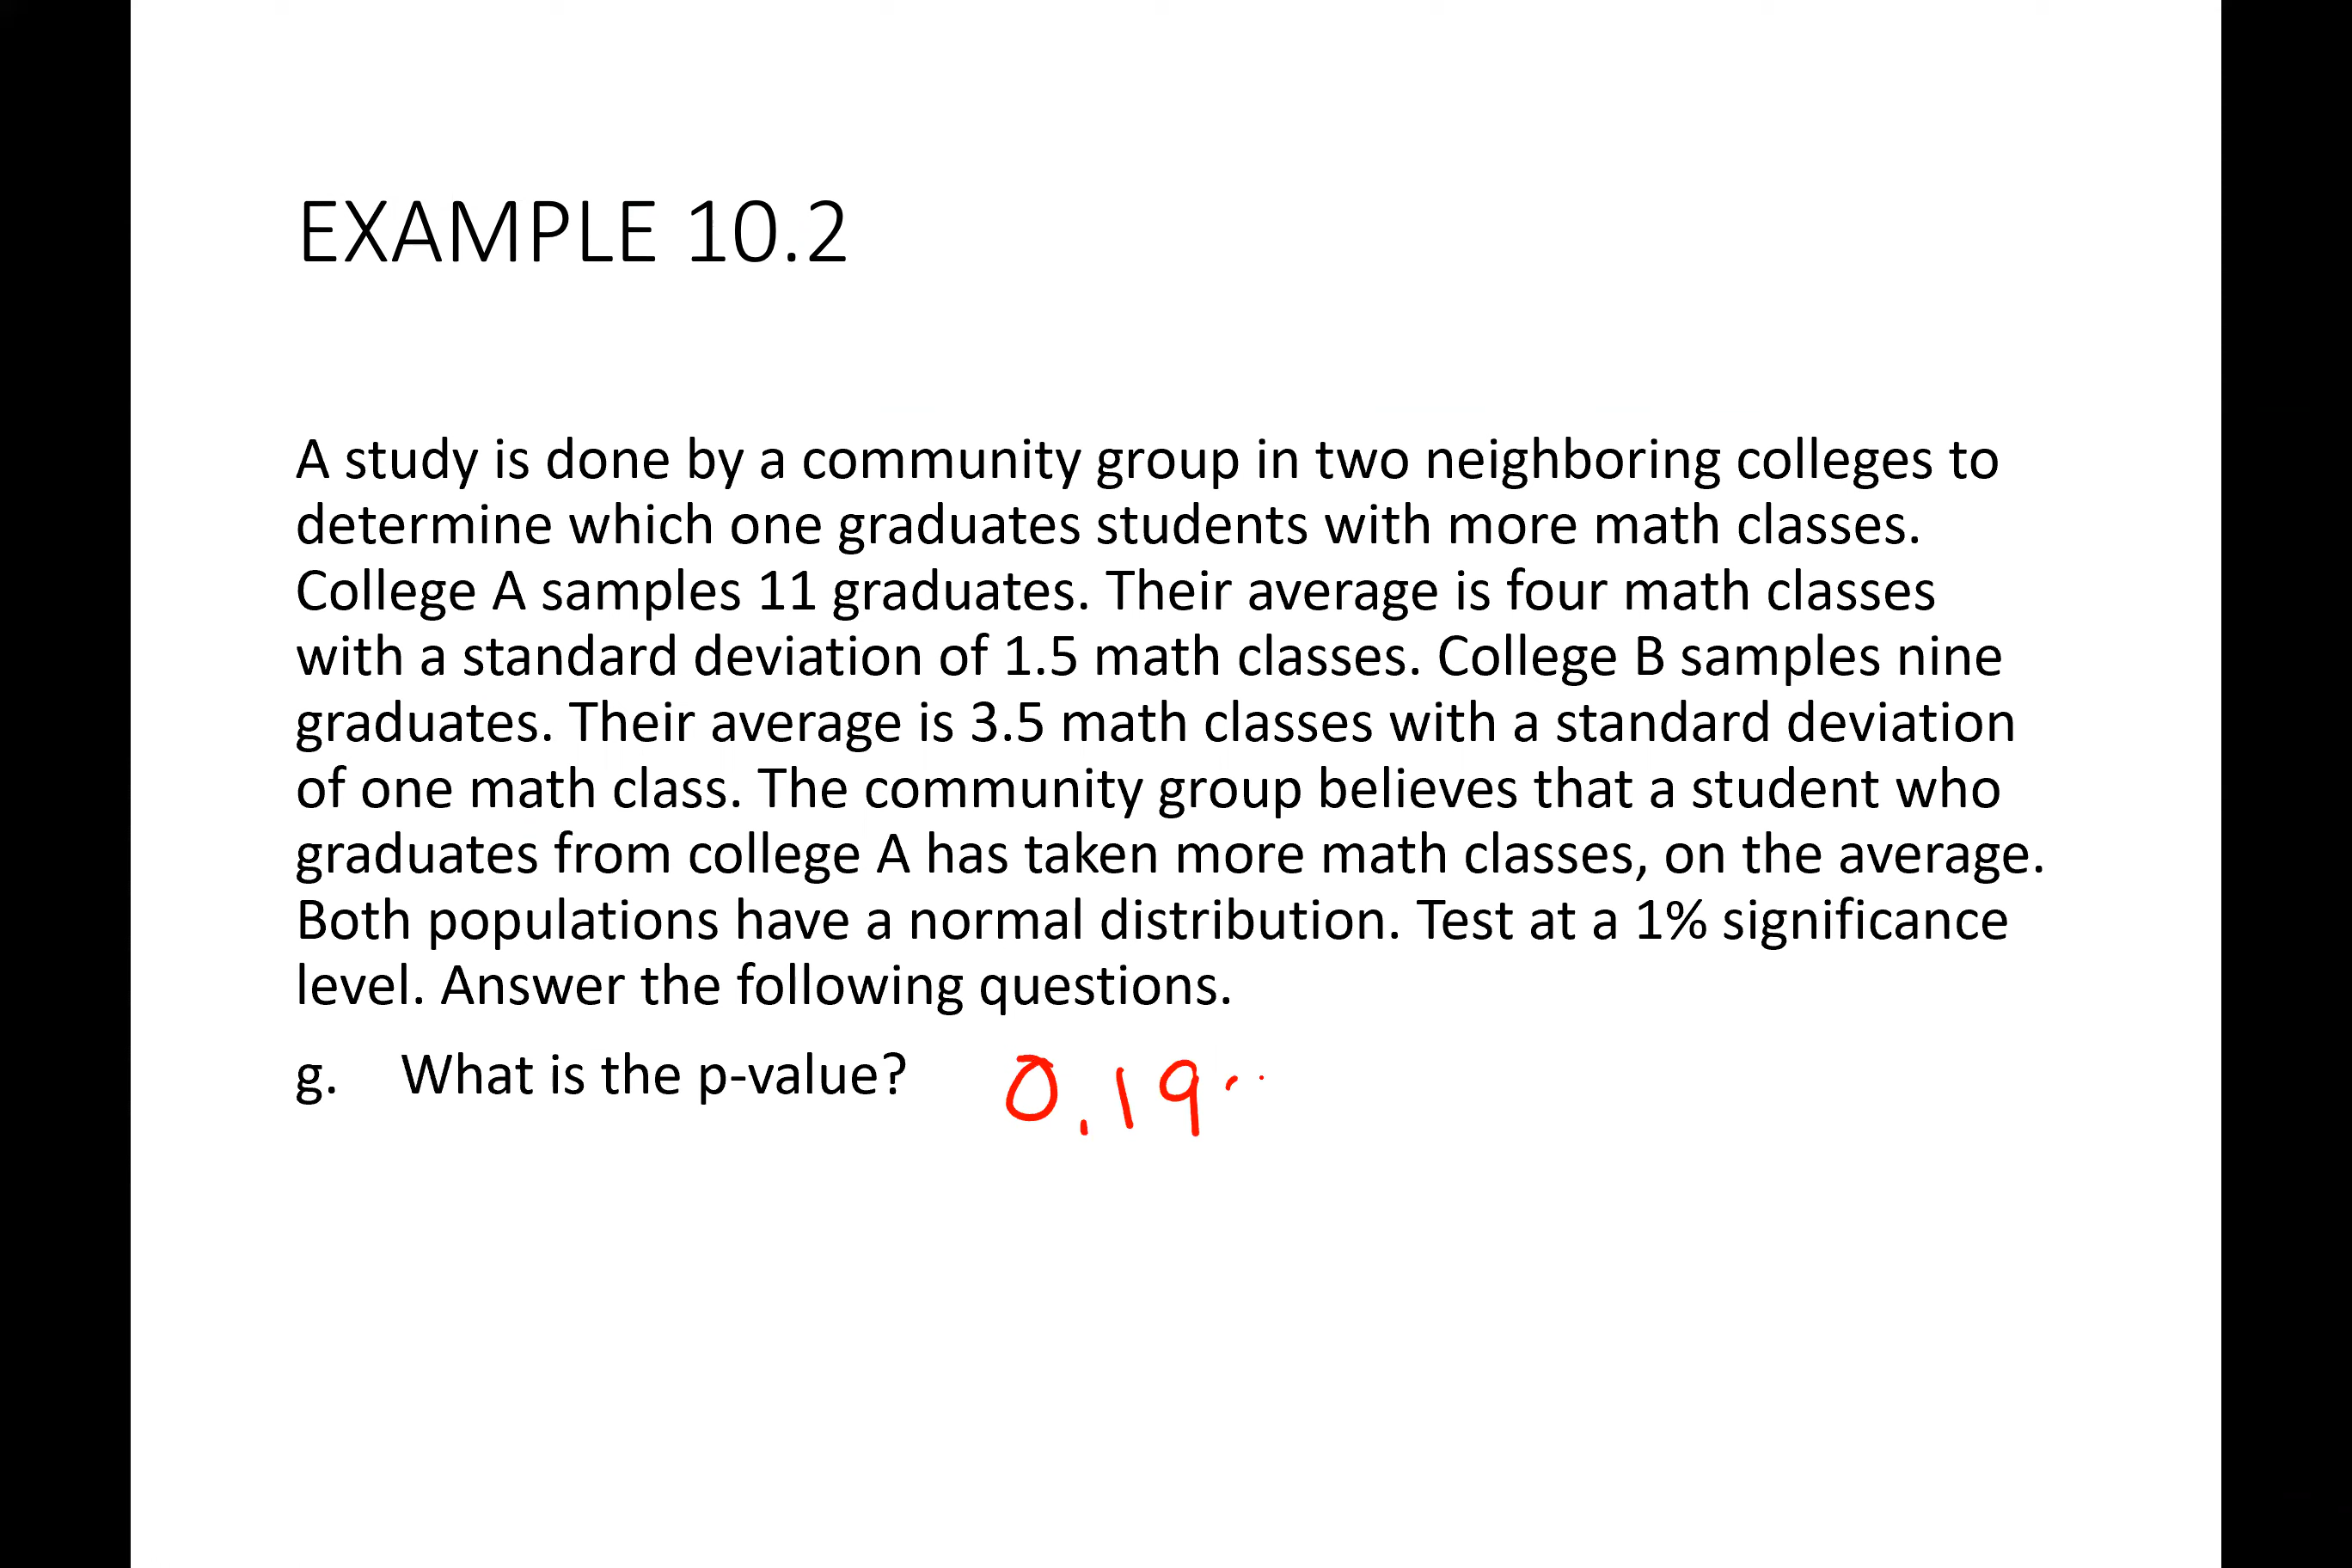 EXAMPLE 10.2
A study is done by a community group in two neighboring colleges to
determine which one graduates students with more math classes.
College A samples 11 graduates. Their average is four math classes
with a standard deviation of 1.5 math classes. College B samples nine
graduates. Their average is 3.5 math classes with a standard deviation
of one math class. The community group believes that a student who
graduates from college A has taken more math classes, on the average.
Both populations have a normal distribution. Test at a 1% significance
level. Answer the following questions.
g. What is the p-value? 0.19